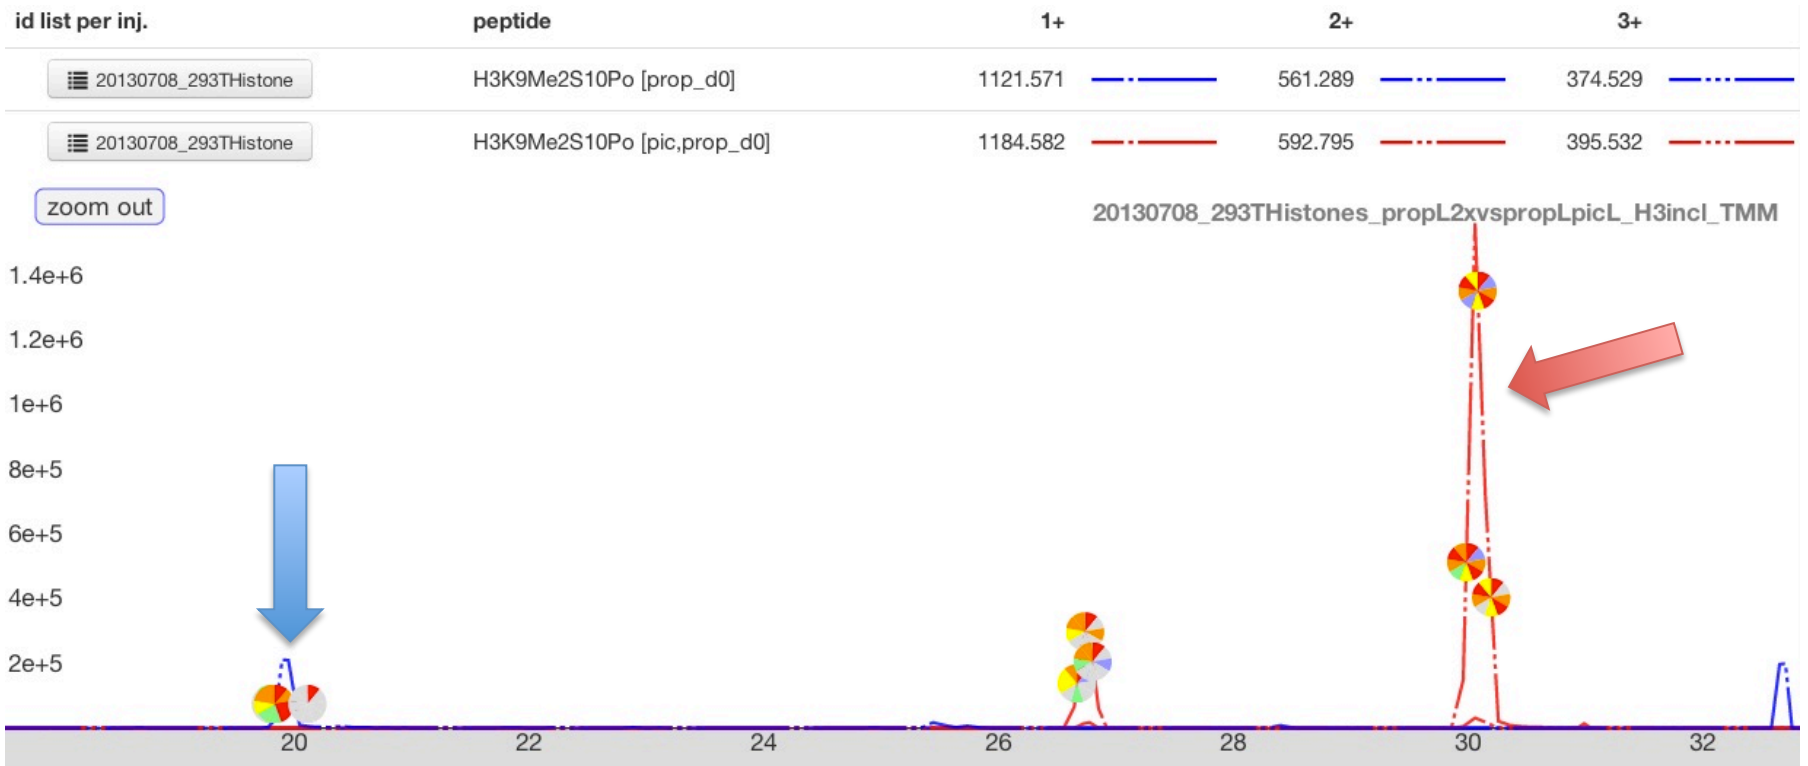 id list per inj. peptide 1+ 2+ 3+
20130708_293THistone H3K9Me2S10Po [prop_d0] 1121.571 561.289 374.529
20130708_293THistone H3K9Me2S10Po [pic,prop_d0] 1184.582 592.795 395.532
zoom out
20130708_293THistones_propL2xvspropLpicL_H3incl_TMM
1.4e+6
1.2e+6
1e+6
8e+5
6e+5
4e+5
2e+5
20 22 24 26 28 30 32